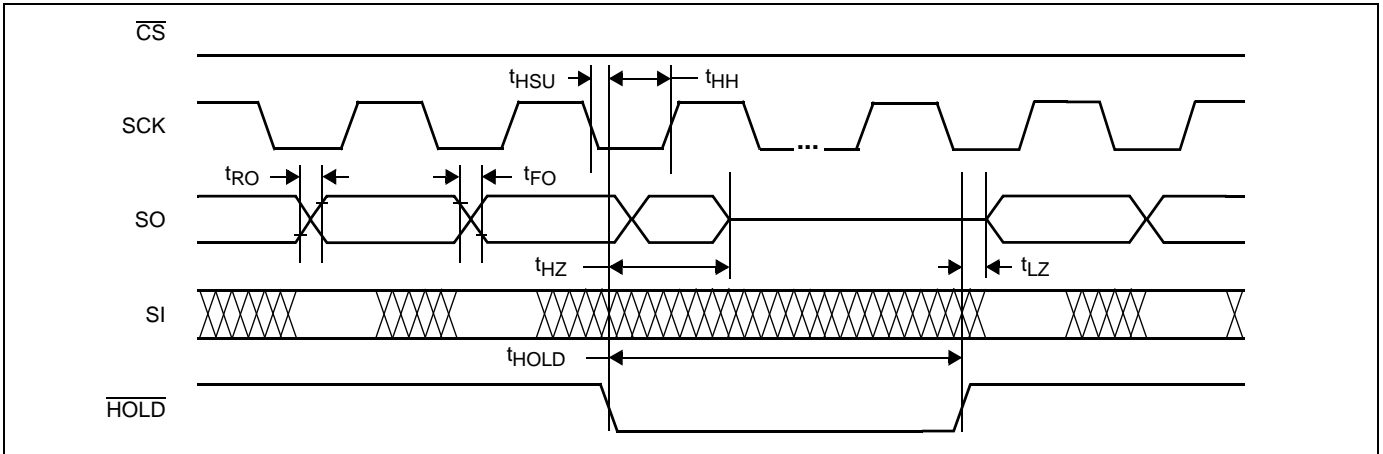 CS
tHSU
tHH
SCK
...
tRO
tFO
SO
tHZ
tLZ
SI
tHOLD
HOLD